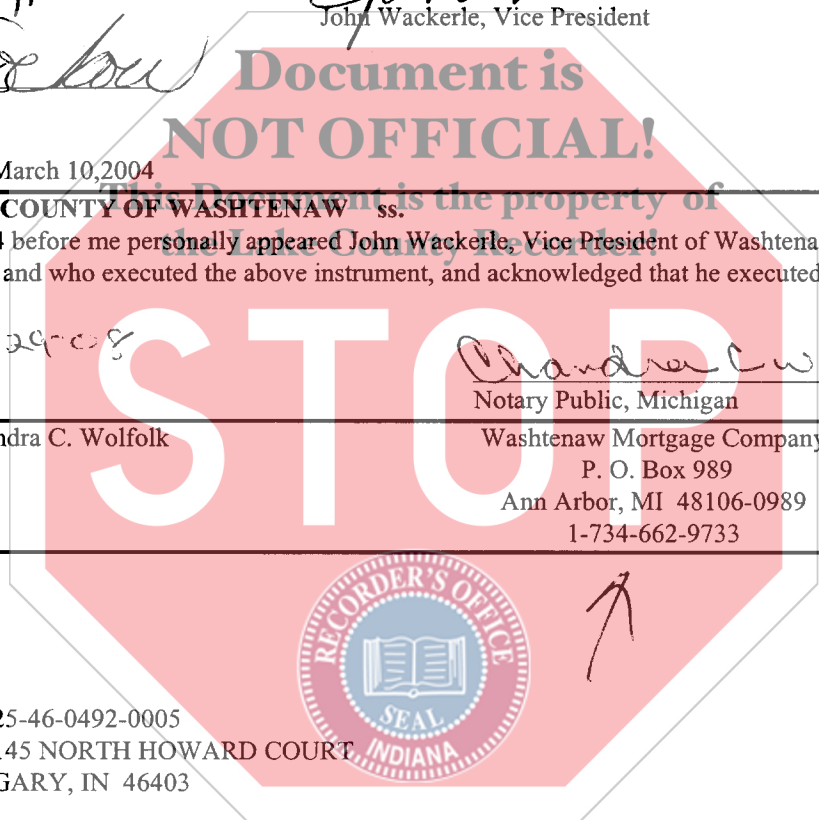 John Wackerle, Vice President
Document is
NOT OFFICIAL!
March 10,2004
This Document is the property of
COUNTY OF WASHTENAW ss.
before me personally appeared John Wackerle, Vice President of Washtena
the Lake County Recorder!
and who executed the above instrument, and acknowledged that he executed
29-08
STOP
Chandra C W
Notary Public, Michigan
ndra C. Wolfolk
Washtenaw Mortgage Company
P. O. Box 989
Ann Arbor, MI 48106-0989
1-734-662-9733
RECORDER'S OFFICE
SEAL
INDIANA
25-46-0492-0005
145 NORTH HOWARD COURT
GARY, IN 46403